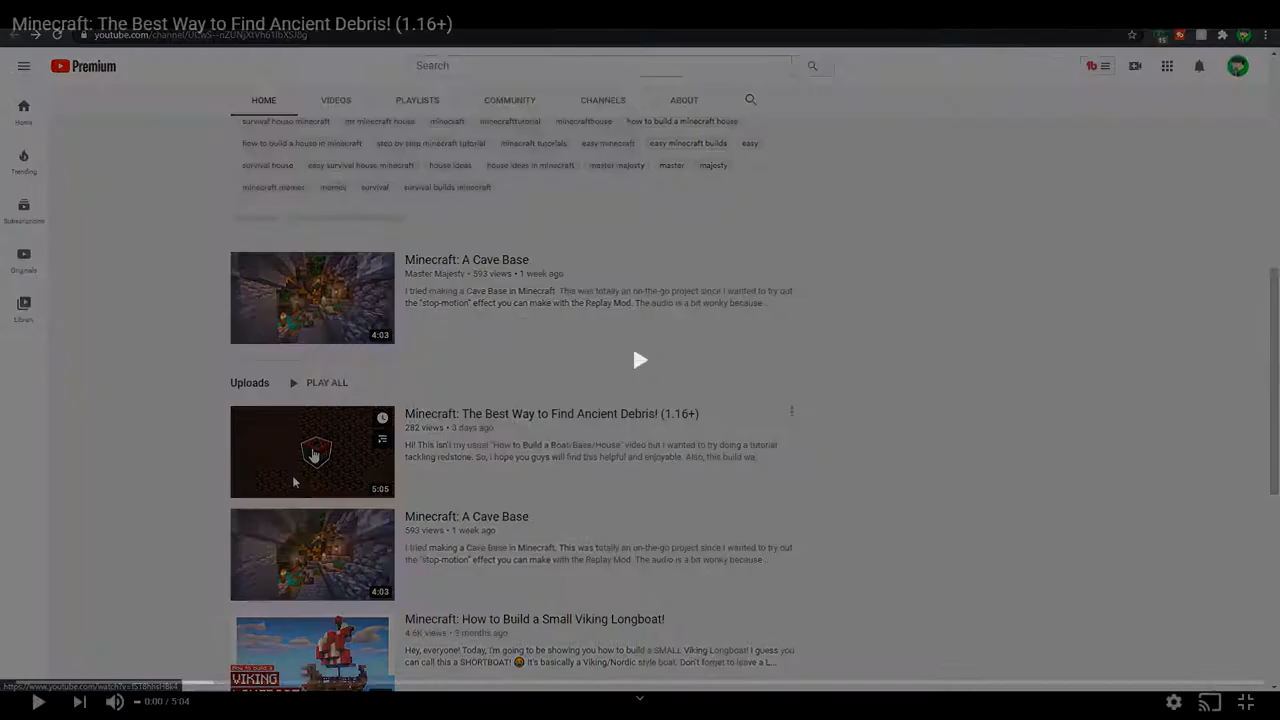 Minecraft: The Best Way to Find Ancient Debris! (1.16+)
Premium
Search
HOME VIDEOS PLAYLISTS COMMUNITY CHANNELS ABOUT
Home
Trending
Subscriptions
Originals
Library
survival house minecraft mr minecraft house minecraft minecrafttutorial minecrafthouse how to build a minecraft house
how to build a house in minecraft step by step minecraft tutorial minecraft tutorials easy minecraft easy minecraft builds easy
survival house easy survival house minecraft house ideas house ideas in minecraft master majesty master majesty
minecraft memes memes survival survival builds minecraft
Minecraft: A Cave Base
Master Majesty • 593 views • 1 week ago
I tried making a Cave Base in Minecraft. This was totally an on-the-go project since I wanted to try out
the "stop-motion" effect you can make with the Replay Mod. The audio is a bit wonky because...
4:03
Uploads PLAY ALL
Minecraft: The Best Way to Find Ancient Debris! (1.16+)
282 views • 3 days ago
Hi! This isn't my usual "How to Build a Boat/Base/House" video but I wanted to try doing a tutorial
tackling redstone. So, i hope you guys will find this helpful and enjoyable. Also, this build wa...
5:05
Minecraft: A Cave Base
593 views • 1 week ago
I tried making a Cave Base in Minecraft. This was totally an on-the-go project since I wanted to try out
the "stop-motion" effect you can make with the Replay Mod. The audio is a bit wonky because...
4:03
Minecraft: How to Build a Small Viking Longboat!
4.6K views • 3 months ago
Hey, everyone! Today, I'm going to be showing you how to build a SMALL Viking Longboat! I guess you
can call this a SHORTBOAT! It's basically a Viking/Nordic style boat. Don't forget to leave a L...
HOW TO BUILD A
VIKING
0:00 / 5:04